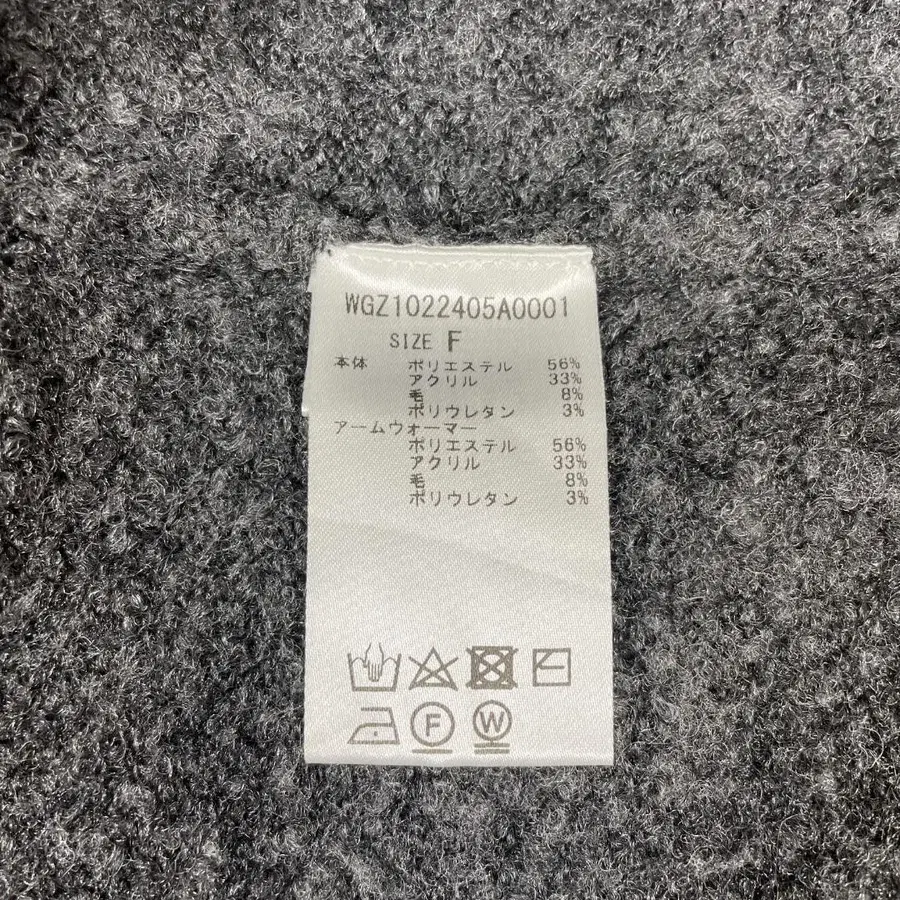 WGZ1022405A0001
SIZE F
本体 ポリエステル 56%
アクリル 33%
毛 8%
ポリウレタン 3%
アームウォーマー
ポリエステル 56%
アクリル 33%
毛 8%
ポリウレタン 3%
F W